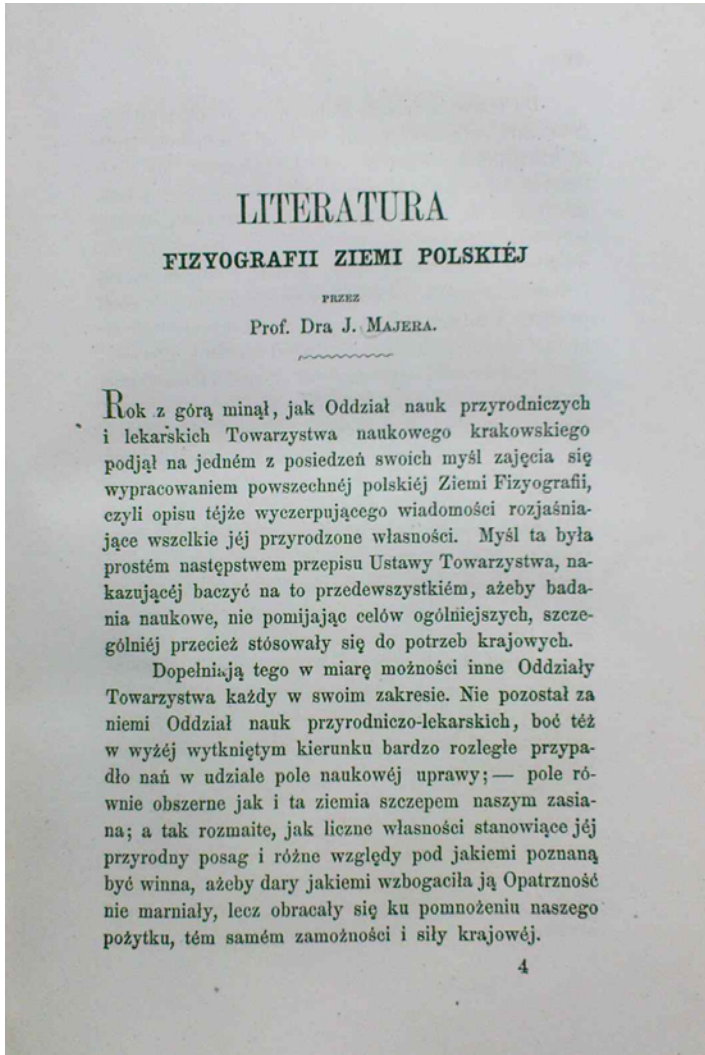 LITERATURA
FIZYOGRAFII ZIEMI POLSKIÉJ
PRZEZ
Prof. Dra J. MAJERA.
Rok z górą minął, jak Oddział nauk przyrodniczych
i lekarskich Towarzystwa naukowego krakowskiego
podjął na jedném z posiedzeń swoich myśl zajęcia się
wypracowaniem powszechnéj polskiéj Ziemi Fizyografii,
czyli opisu téjże wyczerpującego wiadomości rozjaśnia-
jące wszelkie jéj przyrodzone własności. Myśl ta była
prostém następstwem przepisu Ustawy Towarzystwa, na-
kazującéj baczyć na to przedewszystkiém, ażeby bada-
nia naukowe, nie pomijając celów ogólniejszych, szcze-
gólniéj przecież stósowały się do potrzeb krajowych.
Dopełniają tego w miarę możności inne Oddziały
Towarzystwa każdy w swoim zakresie. Nie pozostał za
niemi Oddział nauk przyrodniczo-lekarskich, boć téż
w wyżéj wytkniętym kierunku bardzo rozległe przypa-
dło nań w udziale pole naukowéj uprawy; — pole ró-
wnie obszerne jak i ta ziemia szczepem naszym zasia-
na; a tak rozmaite, jak liczne własności stanowiące jéj
przyrodny posag i różne względy pod jakiemi poznaną
być winna, ażeby dary jakiemi wzbogaciła ją Opatrzność
nie marniały, lecz obracały się ku pomnożeniu naszego
pożytku, tém samém zamożności i siły krajowéj.
4